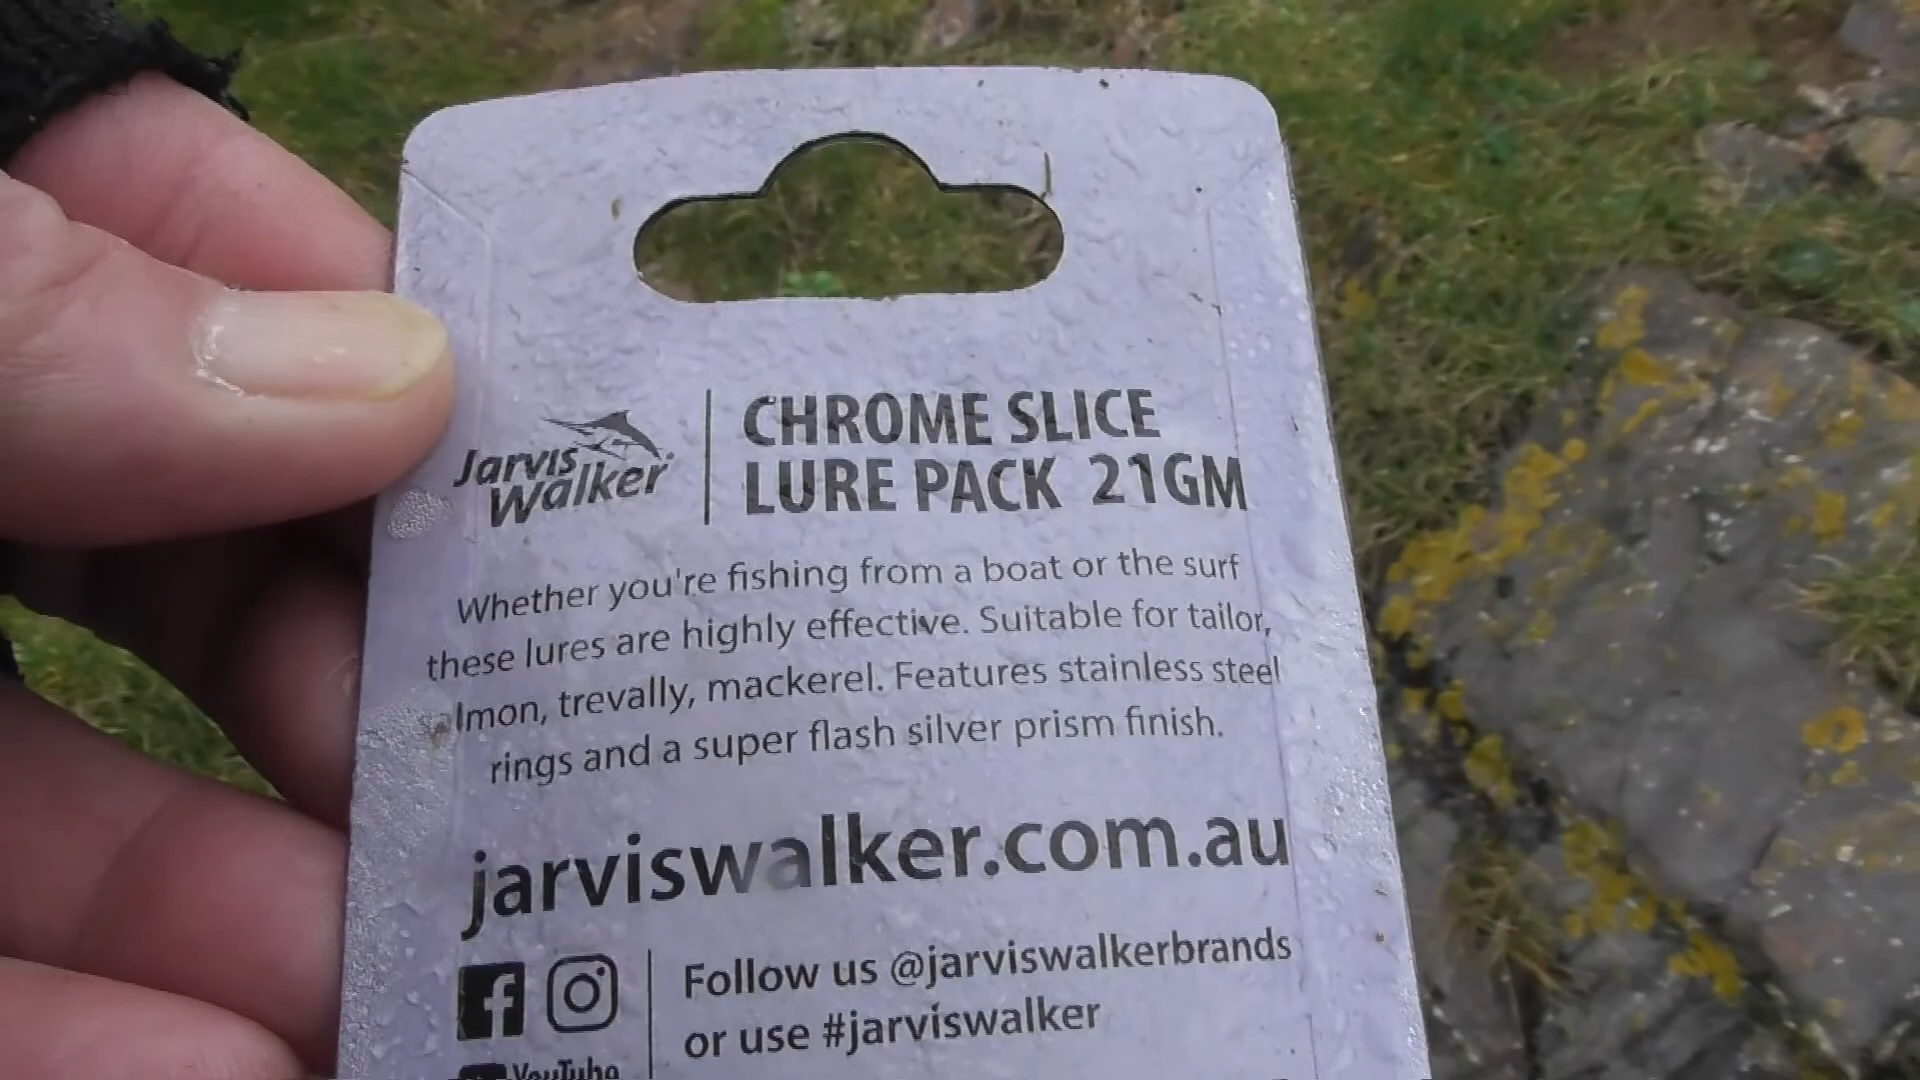 Jarvis Walker
CHROME SLICE
LURE PACK 21GM
Whether you're fishing from a boat or the surf
these lures are highly effective. Suitable for tailor,
salmon, trevally, mackerel. Features stainless steel
rings and a super flash silver prism finish.
jarviswalker.com.au
Follow us @jarviswalkerbrands
or use #jarviswalker
YouTube